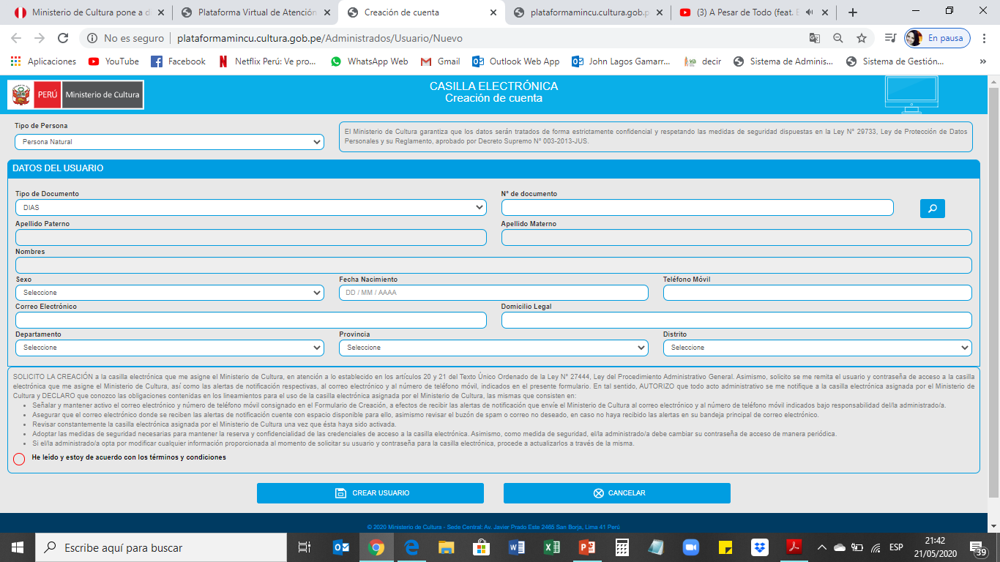 Ministerio de Cultura pone a d
Plataforma Virtual de Atención
Creación de cuenta
plataformamincu.cultura.gob.p
(3) A Pesar de Todo (feat. E
No es seguro
plataformamincu.cultura.gob.pe/Administrados/Usuario/Nuevo
En pausa
Aplicaciones
YouTube
Facebook
Netflix Perú: Ve pro...
WhatsApp Web
Gmail
Outlook Web App
John Lagos Gamarr...
decir
Sistema de Adminis...
Sistema de Gestión...
»
PERÚ
Ministerio de Cultura
CASILLA ELECTRÓNICA
Creación de cuenta
Tipo de Persona
Persona Natural
El Ministerio de Cultura garantiza que los datos serán tratados de forma estrictamente confidencial y respetando las medidas de seguridad dispuestas en la Ley N° 29733, Ley de Protección de Datos
Personales y su Reglamento, aprobado por Decreto Supremo N° 003-2013-JUS.
DATOS DEL USUARIO
Tipo de Documento
N° de documento
DIAS
Apellido Paterno
Apellido Materno
Nombres
Sexo
Fecha Nacimiento
Teléfono Móvil
Seleccione
DD / MM / AAAA
Correo Electrónico
Domicilio Legal
Departamento
Provincia
Distrito
Seleccione
Seleccione
Seleccione
SOLICITO LA CREACIÓN a la casilla electrónica que me asigne el Ministerio de Cultura, en atención a lo establecido en los artículos 20 y 21 del Texto Único Ordenado de la Ley N° 27444, Ley del Procedimiento Administrativo General. Asimismo, solicito se me remita el usuario y contraseña de acceso a la casilla
electrónica que me asigne el Ministerio de Cultura, así como las alertas de notificación respectivas, al correo electrónico y al número de teléfono móvil, indicados en el presente formulario. En tal sentido, AUTORIZO que todo acto administrativo se me notifique a la casilla electrónica asignada por el Ministerio de
Cultura y DECLARO que conozco las obligaciones contenidas en los lineamientos para el uso de la casilla electrónica asignada por el Ministerio de Cultura, las mismas que consisten en:
• Señalar y mantener activo el correo electrónico y número de teléfono móvil consignado en el Formulario de Creación, a efectos de recibir las alertas de notificación que envíe el Ministerio de Cultura al correo electrónico y al número de teléfono móvil indicados bajo responsabilidad del/la administrado/a.
• Asegurar que el correo electrónico donde se reciben las alertas de notificación cuente con espacio disponible para ello, asimismo revisar el buzón de spam o correo no deseado, en caso no haya recibido las alertas en su bandeja principal de correo electrónico.
• Revisar constantemente la casilla electrónica asignada por el Ministerio de Cultura una vez que ésta haya sido activada.
• Adoptar las medidas de seguridad necesarias para mantener la reserva y confidencialidad de las credenciales de acceso a la casilla electrónica. Asimismo, como medida de seguridad, el/la administrado/a debe cambiar su contraseña de acceso de manera periódica.
• Si el/la administrado/a opta por modificar cualquier información proporcionada al momento de solicitar su usuario y contraseña para la casilla electrónica, procede a actualizarlos a través de la misma.
He leído y estoy de acuerdo con los términos y condiciones
CREAR USUARIO
CANCELAR
© 2020 Ministerio de Cultura - Sede Central: Av. Javier Prado Este 2465 San Borja, Lima 41 Perú
Escribe aquí para buscar
ESP
21:42
21/05/2020
39